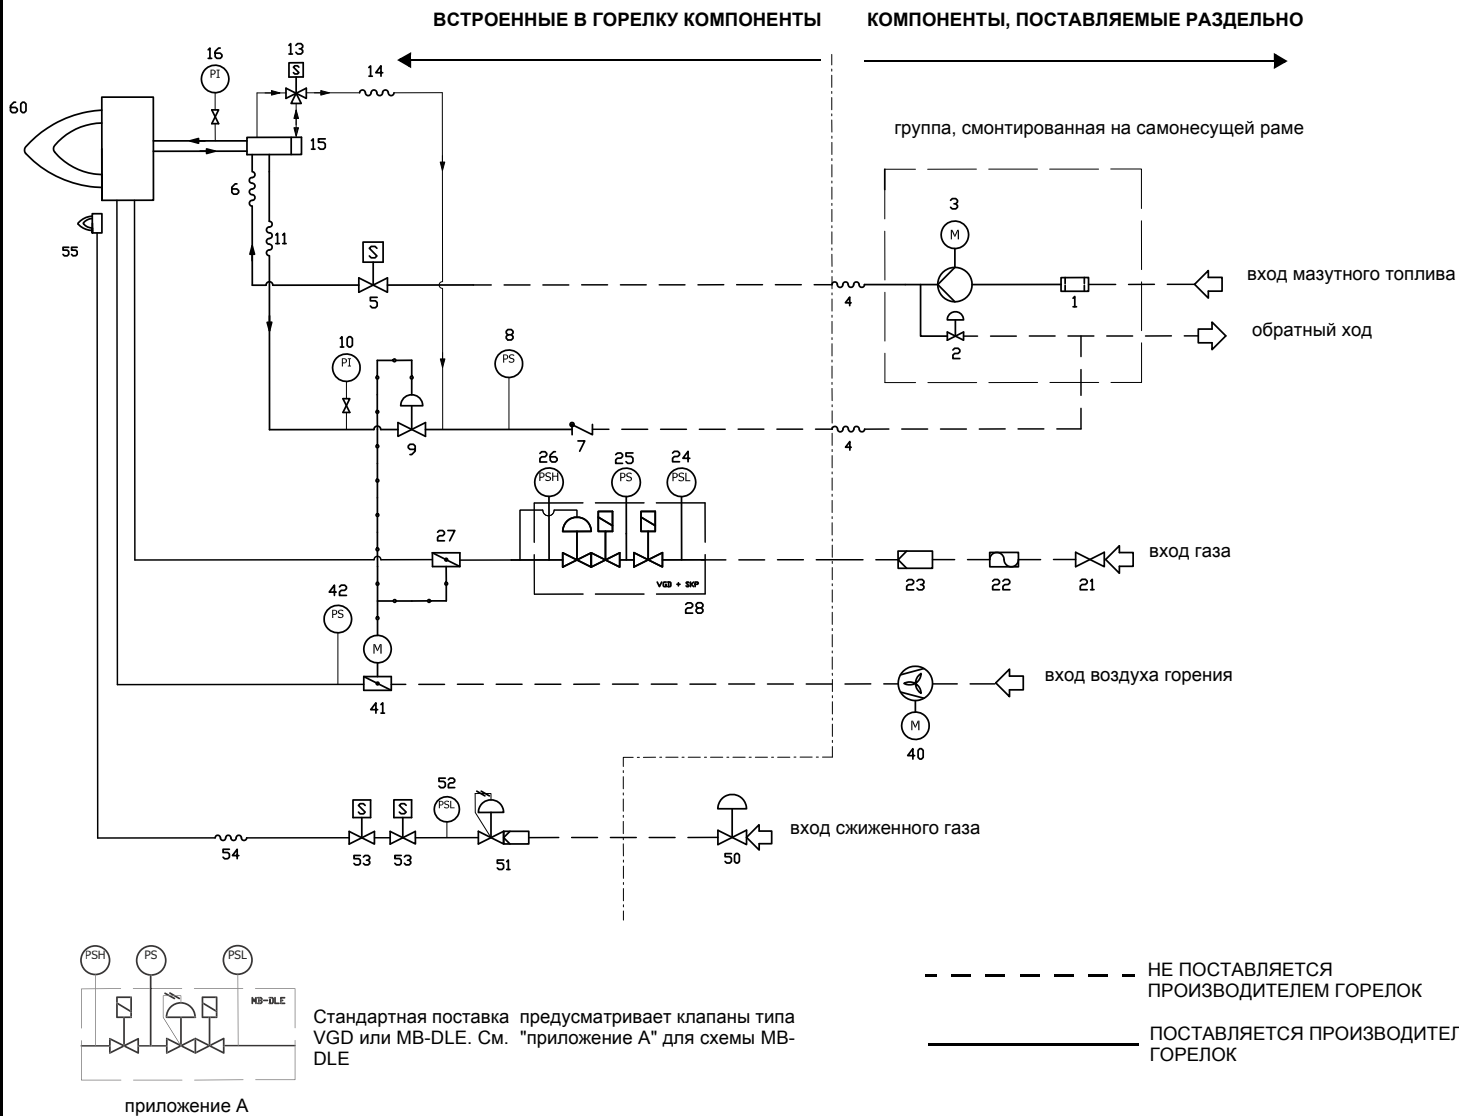 ВСТРОЕННЫЕ В ГОРЕЛКУ КОМПОНЕНТЫ
КОМПОНЕНТЫ, ПОСТАВЛЯЕМЫЕ РАЗДЕЛЬНО
16
PI
13
S
14
60
15
группа, смонтированная на самонесущей раме
6
11
3
M
55
S
5
4
1
вход мазутного топлива
2
обратный ход
10
PI
8
PS
9
7
4
26
PSH
25
PS
24
PSL
27
VGD + SKP
28
23
22
21
вход газа
42
PS
M
41
M
40
вход воздуха горения
54
S
53
S
53
52
PSL
51
50
вход сжиженного газа
PSH
PS
PSL
MB-DLE
приложение А
Стандартная поставка предусматривает клапаны типа
VGD или MB-DLE. См. "приложение А" для схемы MB-
DLE
НЕ ПОСТАВЛЯЕТСЯ
ПРОИЗВОДИТЕЛЕМ ГОРЕЛОК
ПОСТАВЛЯЕТСЯ ПРОИЗВОДИТЕЛ
ГОРЕЛОК